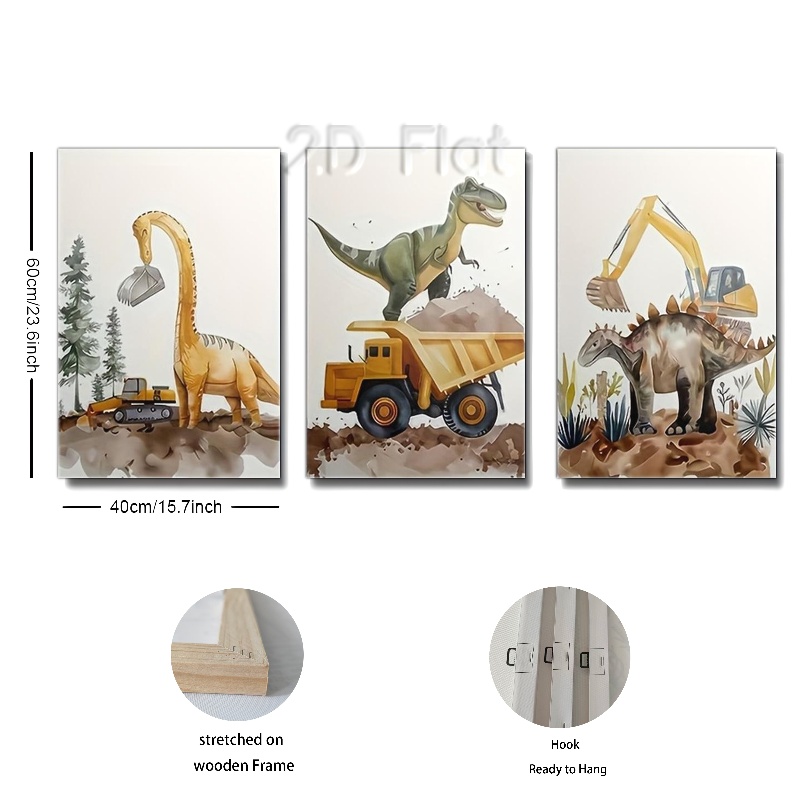 2D Flat
60cm/23.6inch
40cm/15.7inch
stretched on
wooden Frame
Hook
Ready to Hang